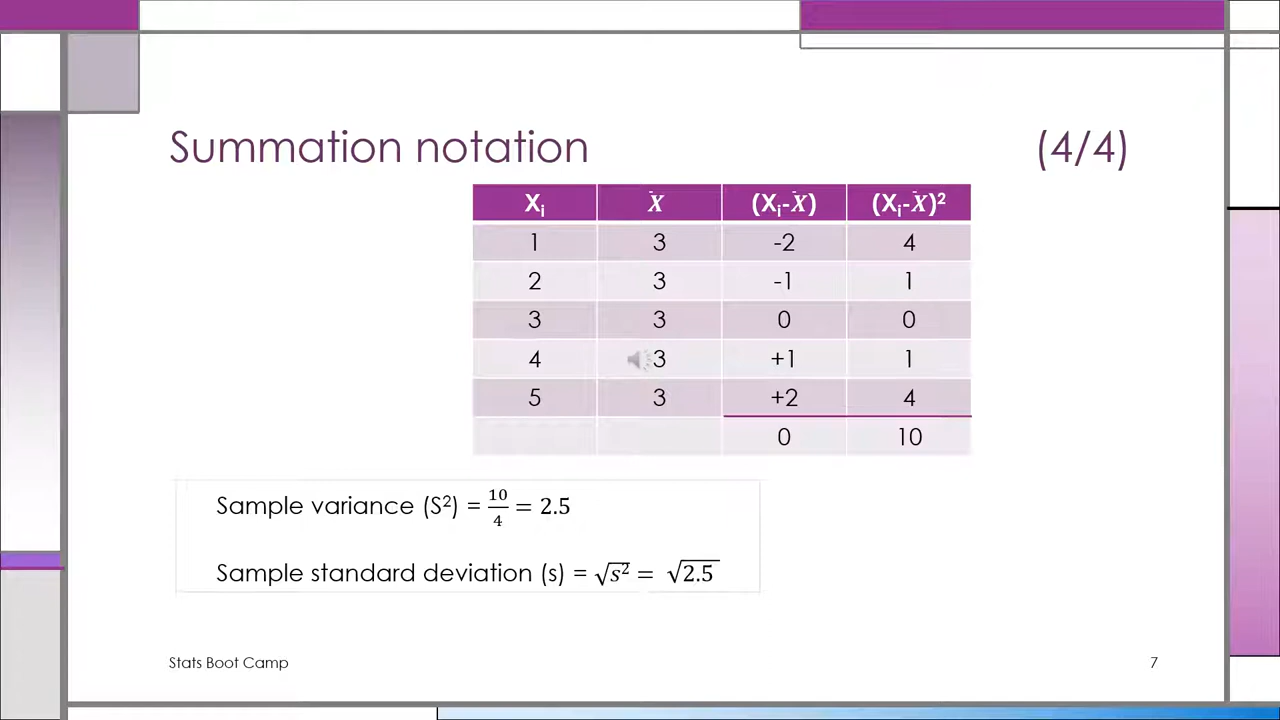 Summation notation (4/4)
Xᵢ X̄ (Xᵢ-X̄) (Xᵢ-X̄)²
1 3 -2 4
2 3 -1 1
3 3 0 0
4 3 +1 1
5 3 +2 4
0 10
Sample variance (S²) = 10/4 = 2.5
Sample standard deviation (s) = √s² = √2.5
Stats Boot Camp 7